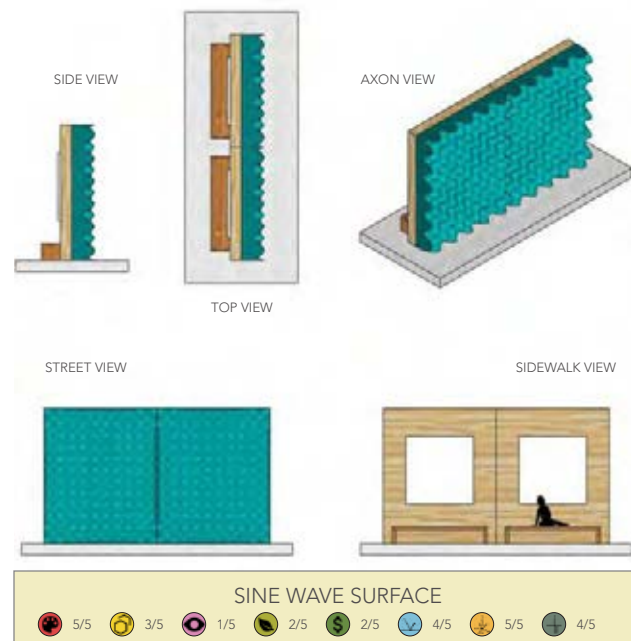 SIDE VIEW
AXON VIEW
TOP VIEW
STREET VIEW
SIDEWALK VIEW
SINE WAVE SURFACE
5/5 3/5 1/5 2/5 $ 2/5 4/5 5/5 4/5